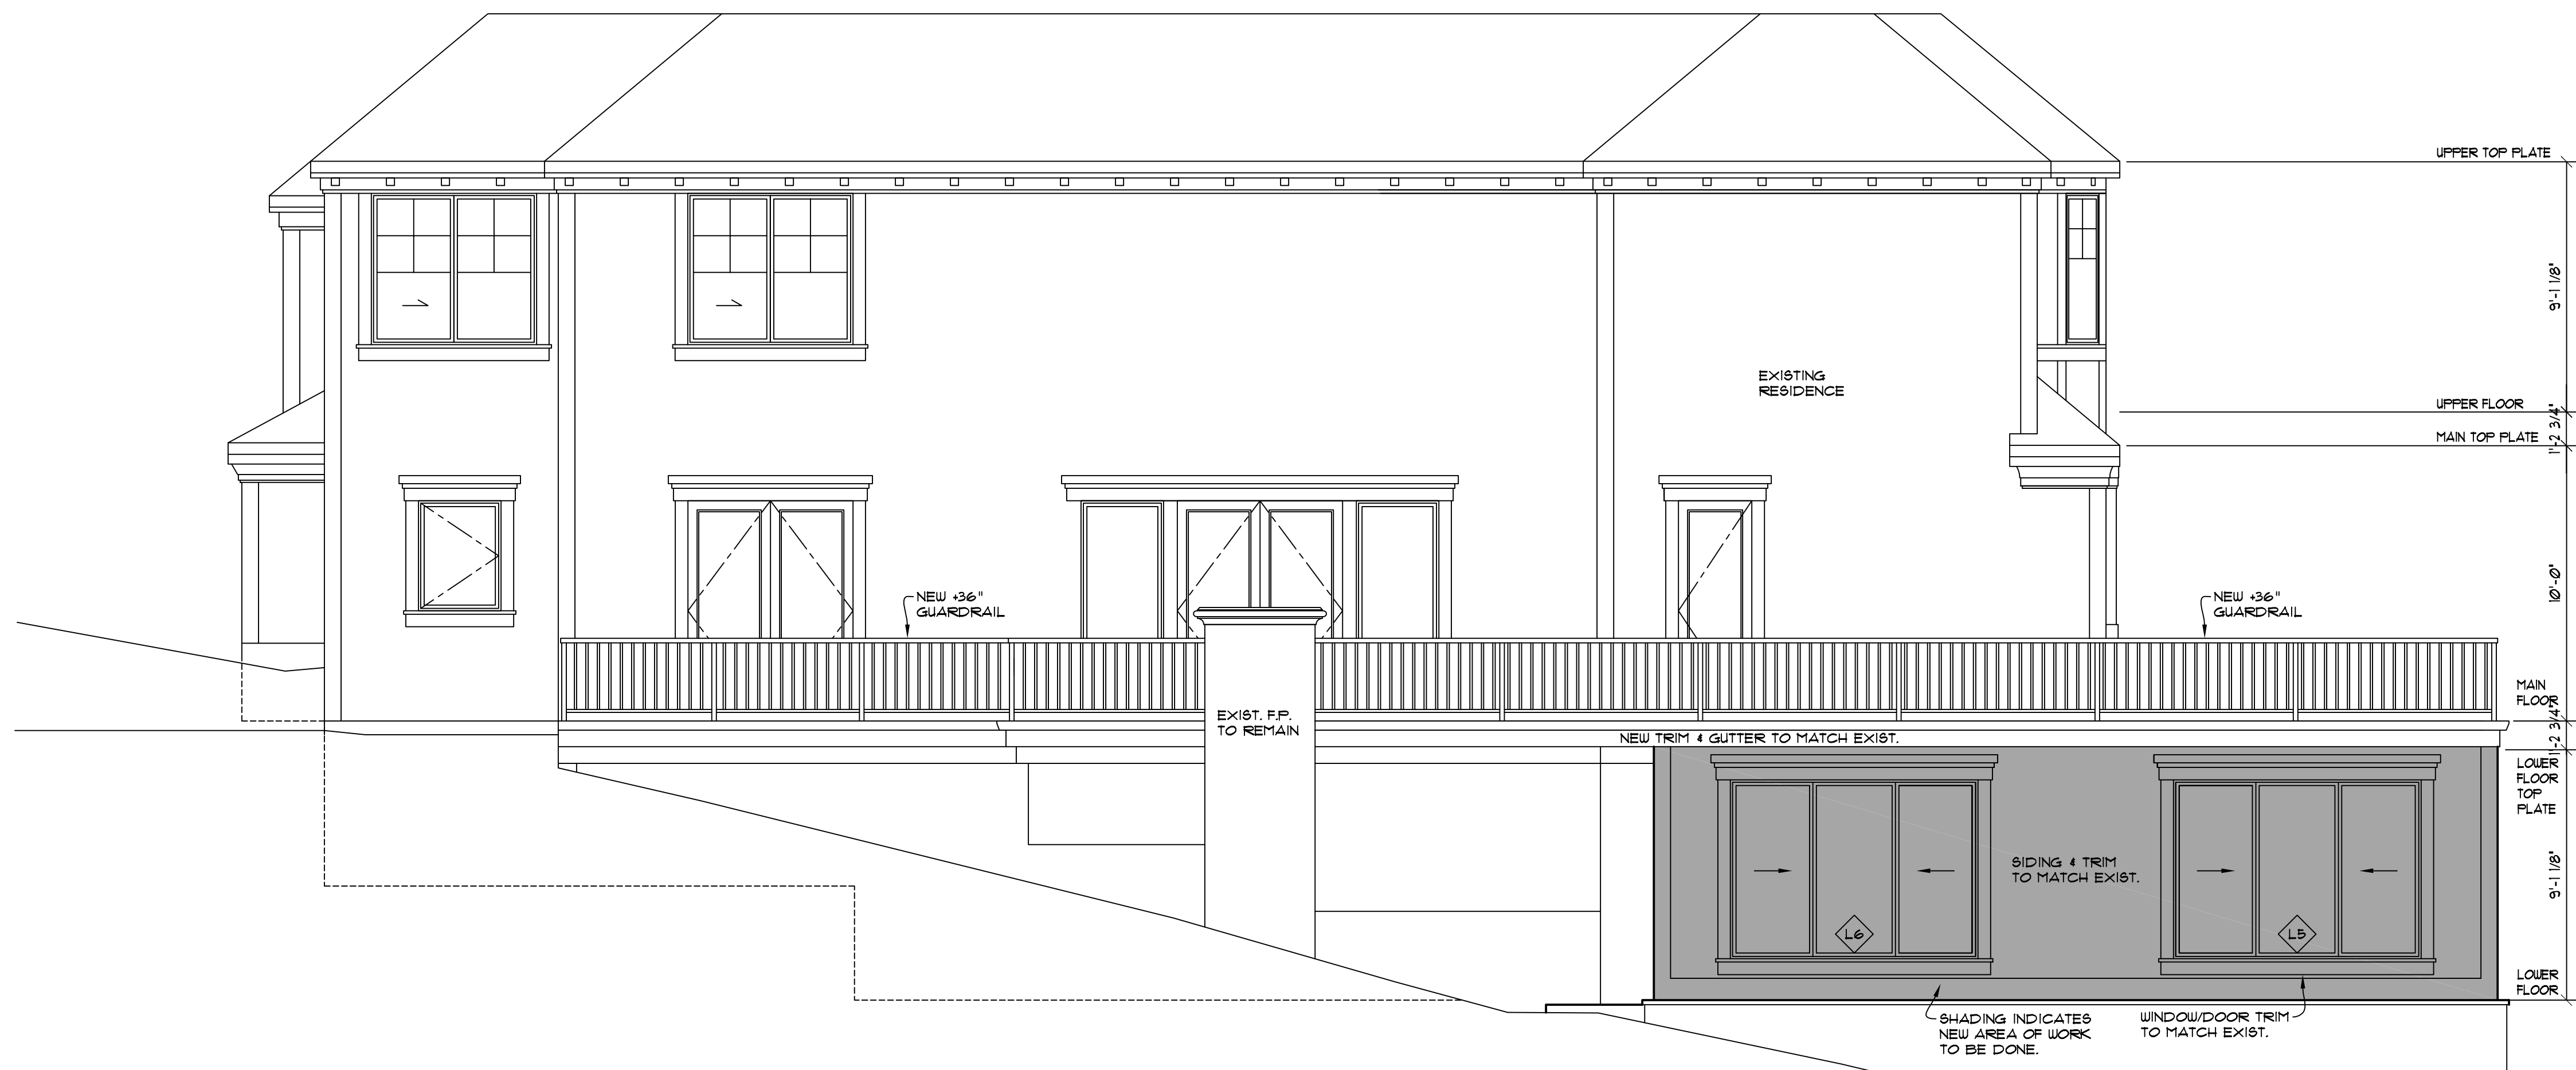 UPPER TOP PLATE
9'-1 1/8"
EXISTING
RESIDENCE
UPPER FLOOR
1'-2 3/4"
MAIN TOP PLATE
10'-0"
NEW +36"
GUARDRAIL
NEW +36"
GUARDRAIL
MAIN
FLOOR
EXIST. F.P.
TO REMAIN
NEW TRIM & GUTTER TO MATCH EXIST.
1'-2 3/4"
LOWER
FLOOR
TOP
PLATE
SIDING & TRIM
TO MATCH EXIST.
9'-1 1/8"
L6
L5
LOWER
FLOOR
SHADING INDICATES
NEW AREA OF WORK
TO BE DONE.
WINDOW/DOOR TRIM
TO MATCH EXIST.